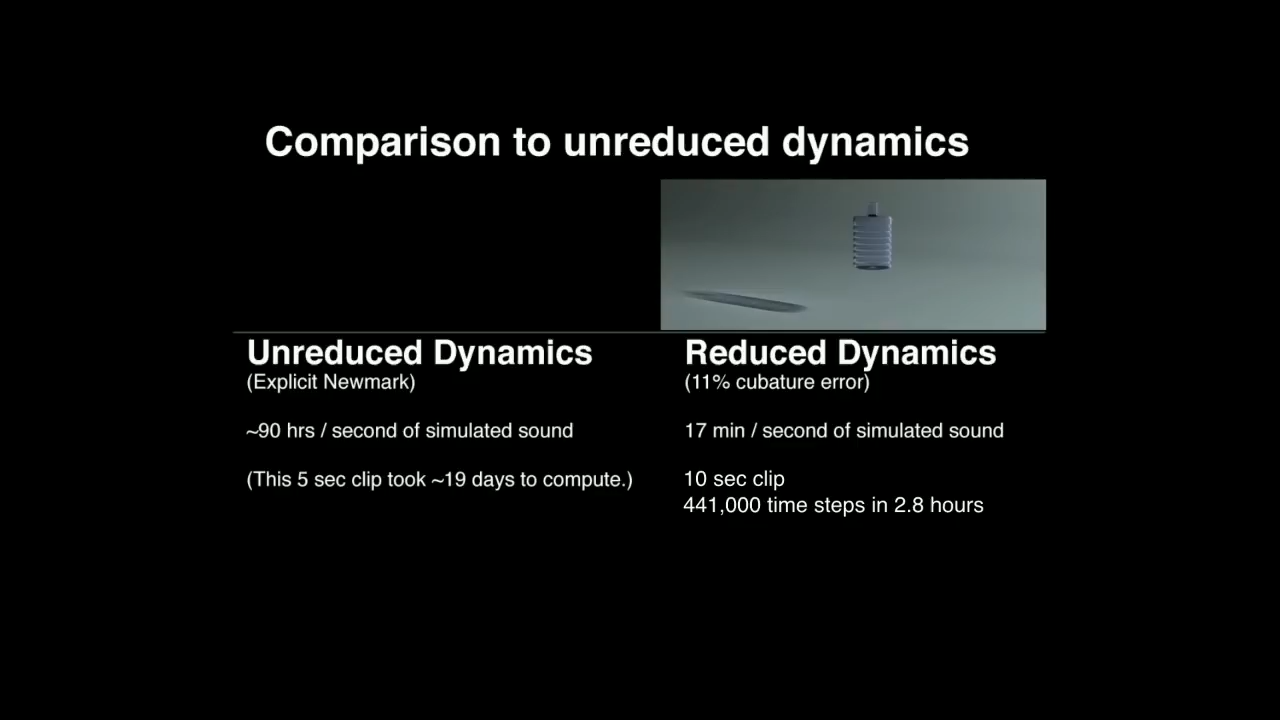 Comparison to unreduced dynamics
Unreduced Dynamics
(Explicit Newmark)
~90 hrs / second of simulated sound
(This 5 sec clip took ~19 days to compute.)
Reduced Dynamics
(11% cubature error)
17 min / second of simulated sound
10 sec clip
441,000 time steps in 2.8 hours